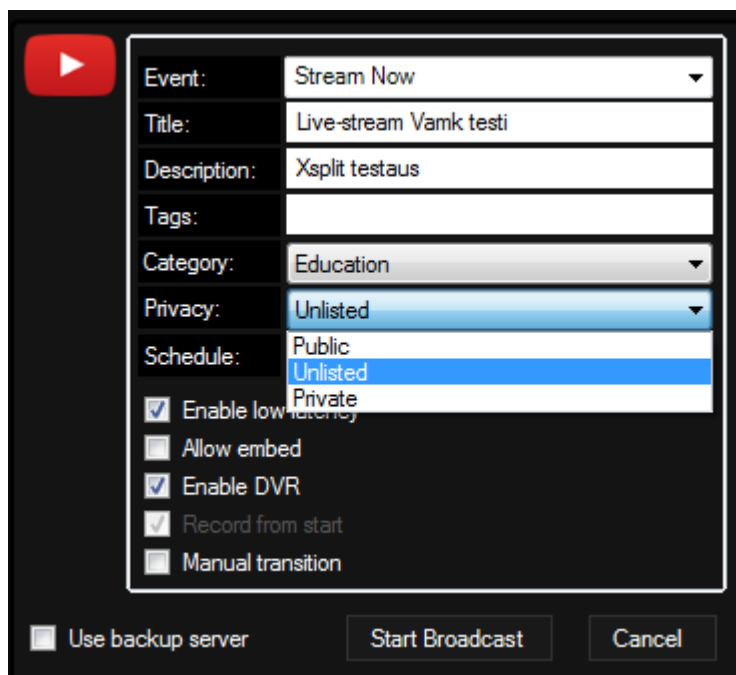 Event: Stream Now
Title: Live-stream Vamk testi
Description: Xsplit testaus
Tags:
Category: Education
Privacy: Unlisted
Public
Schedule:
Unlisted
Private
Enable low latency
Allow embed
Enable DVR
Record from start
Manual transition
Use backup server Start Broadcast Cancel